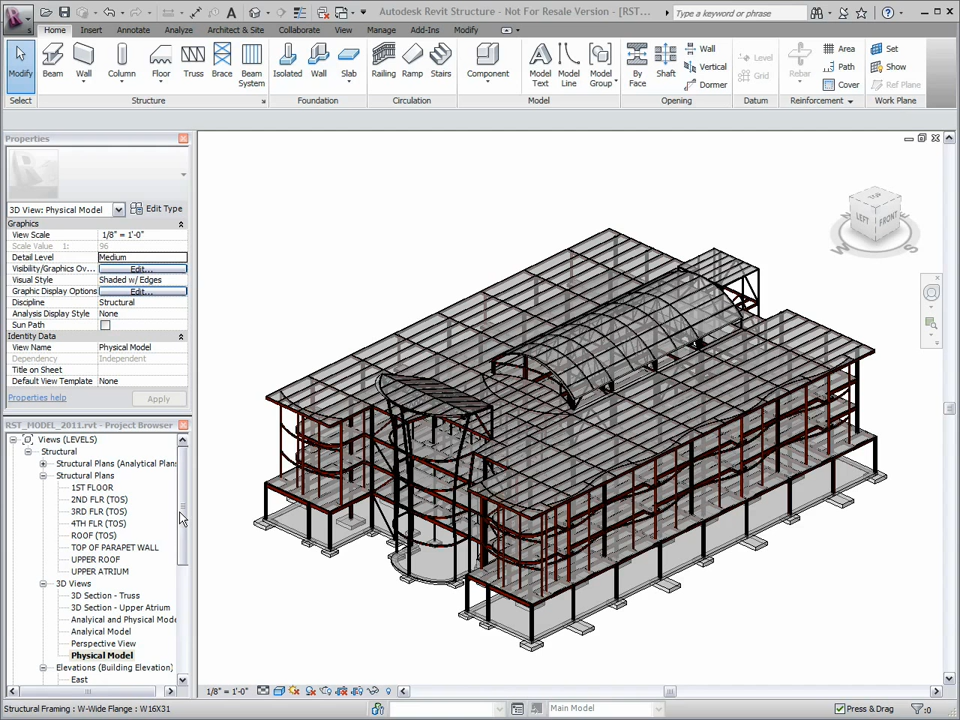 Autodesk Revit Structure - Not For Resale Version - [RST...
Type a keyword or phrase
Home Insert Annotate Analyze Architect & Site Collaborate View Manage Add-Ins Modify
Modify Beam Wall Column Floor Truss Brace Beam System Isolated Wall Slab Railing Ramp Stairs Component Model Text Model Line Model Group By Face Shaft Wall Vertical Dormer Level Grid Rebar Area Path Cover Set Show Ref Plane
Select Structure Foundation Circulation Model Opening Datum Reinforcement Work Plane
Properties
3D View: Physical Model Edit Type
Graphics
View Scale 1/8" = 1'-0"
Scale Value 1: 96
Detail Level Medium
Visibility/Graphics Ov... Edit...
Visual Style Shaded w/ Edges
Graphic Display Options Edit...
Discipline Structural
Analysis Display Style None
Sun Path
Identity Data
View Name Physical Model
Dependency Independent
Title on Sheet
Default View Template None
Properties help Apply
RST_MODEL_2011.rvt - Project Browser
Views (LEVELS)
Structural
Structural Plans (Analytical Plans
Structural Plans
1ST FLOOR
2ND FLR (TOS)
3RD FLR (TOS)
4TH FLR (TOS)
ROOF (TOS)
TOP OF PARAPET WALL
UPPER ROOF
UPPER ATRIUM
3D Views
3D Section - Truss
3D Section - Upper Atrium
Analyical and Physical Mode
Analyical Model
Perspective View
Physical Model
Elevations (Building Elevation)
East
TOP
LEFT FRONT
W S
1/8" = 1'-0"
Structural Framing : W-Wide Flange : W16X31 Main Model Press & Drag :0